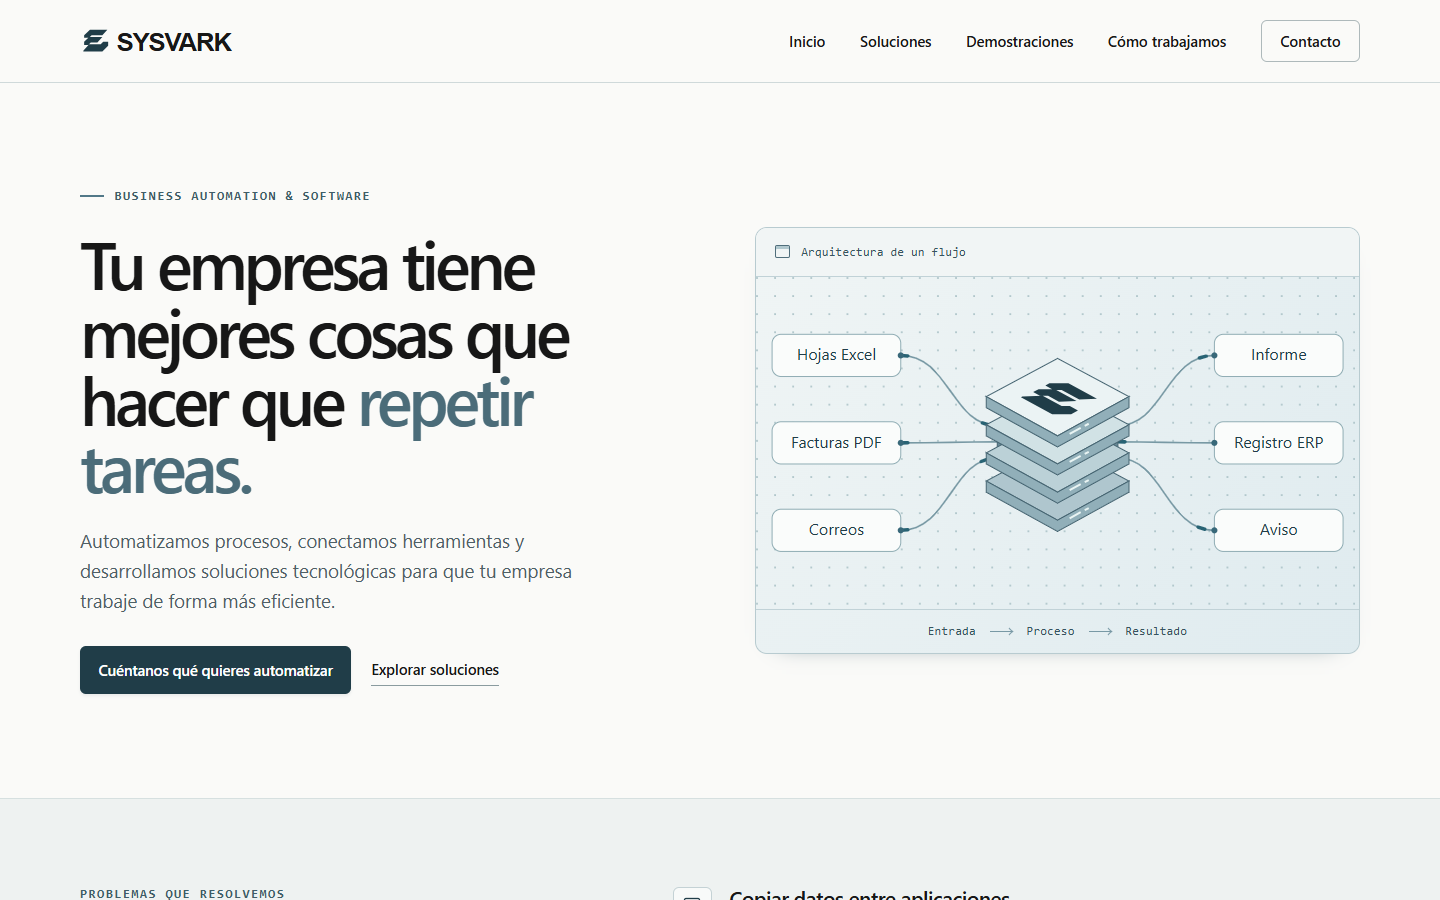 SYSVARK
Inicio
Soluciones
Demostraciones
Cómo trabajamos
Contacto
BUSINESS AUTOMATION & SOFTWARE
Tu empresa tiene
mejores cosas que
hacer que repetir
tareas.
Automatizamos procesos, conectamos herramientas y
desarrollamos soluciones tecnológicas para que tu empresa
trabaje de forma más eficiente.
Cuéntanos qué quieres automatizar
Explorar soluciones
Arquitectura de un flujo
Hojas Excel
Facturas PDF
Correos
Informe
Registro ERP
Aviso
Entrada
Proceso
Resultado
PROBLEMAS QUE RESOLVEMOS
Copiar datos entre aplicaciones